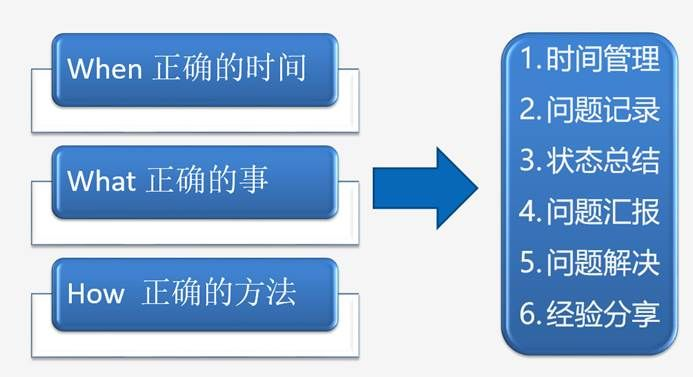 When 正确的时间
What 正确的事
How 正确的方法
1. 时间管理
2. 问题记录
3. 状态总结
4. 问题汇报
5. 问题解决
6. 经验分享